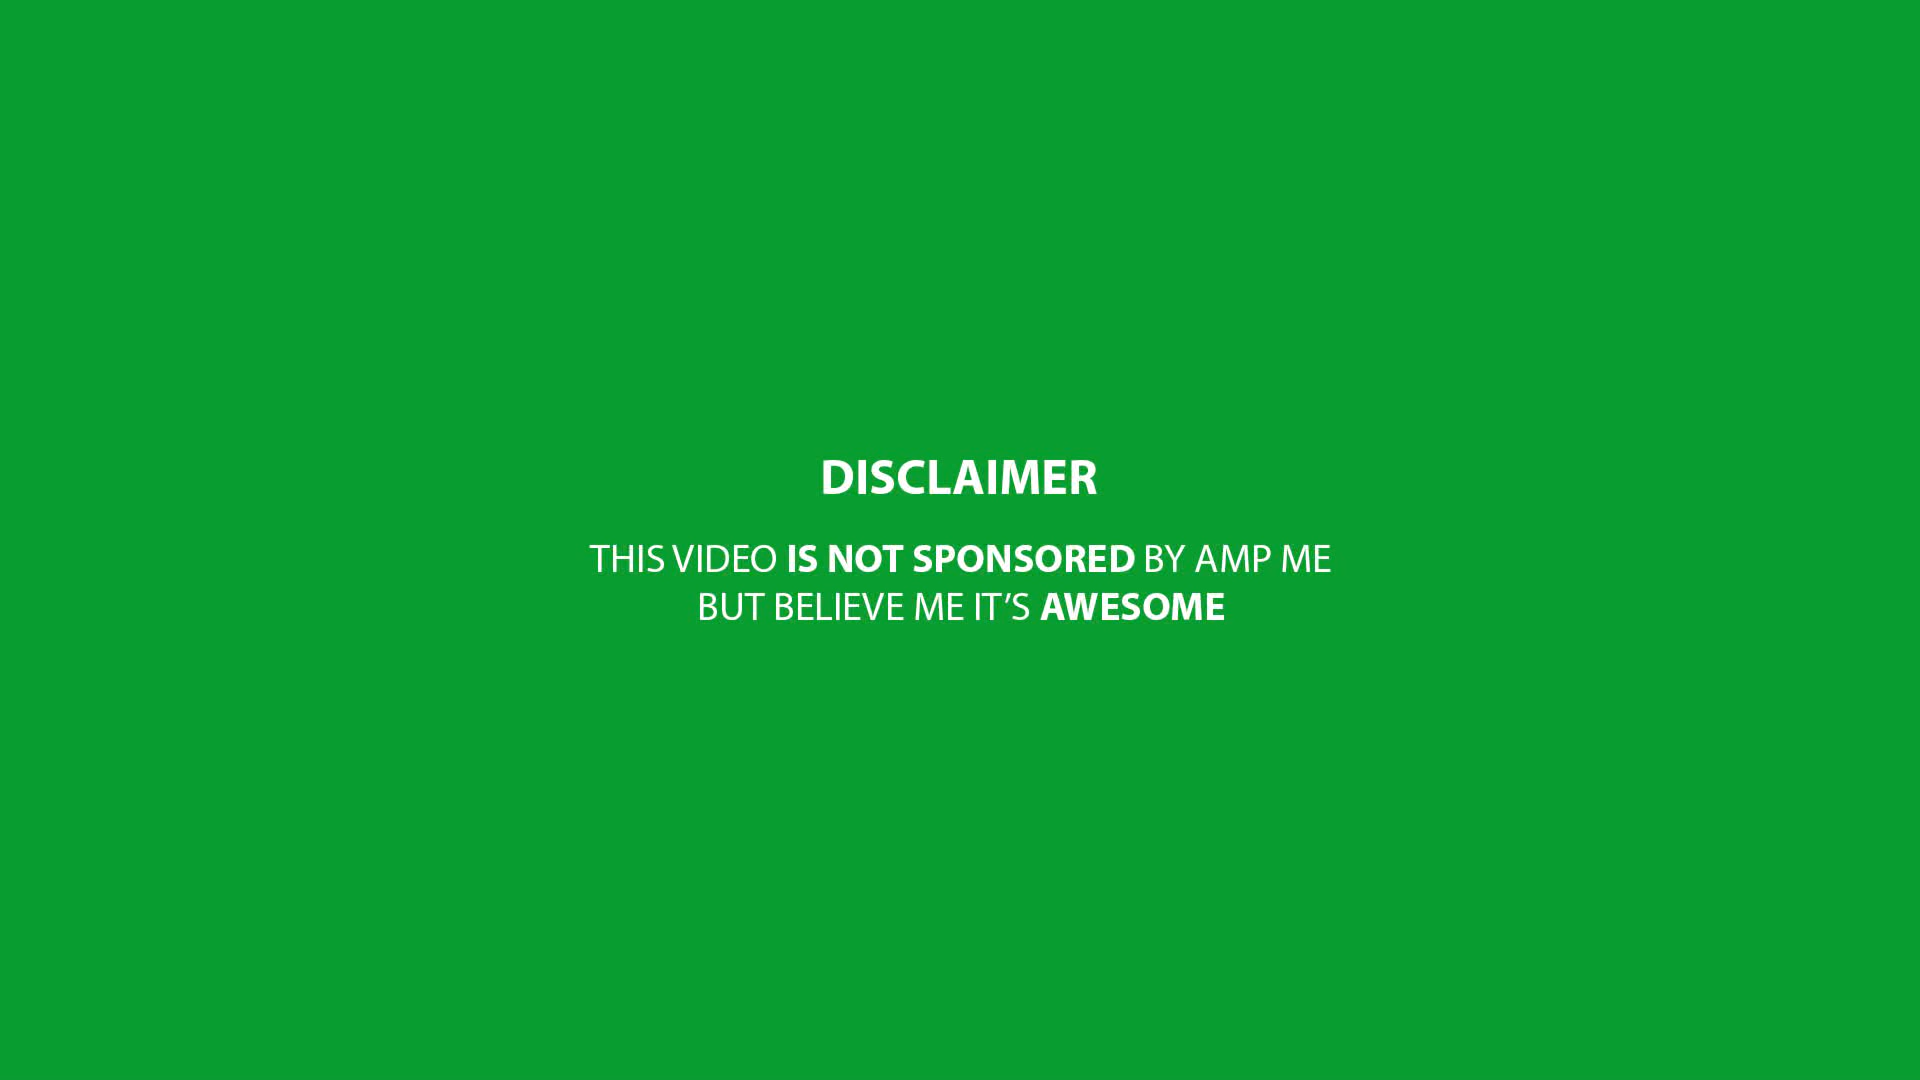 DISCLAIMER
THIS VIDEO IS NOT SPONSORED BY AMP ME
BUT BELIEVE ME IT’S AWESOME